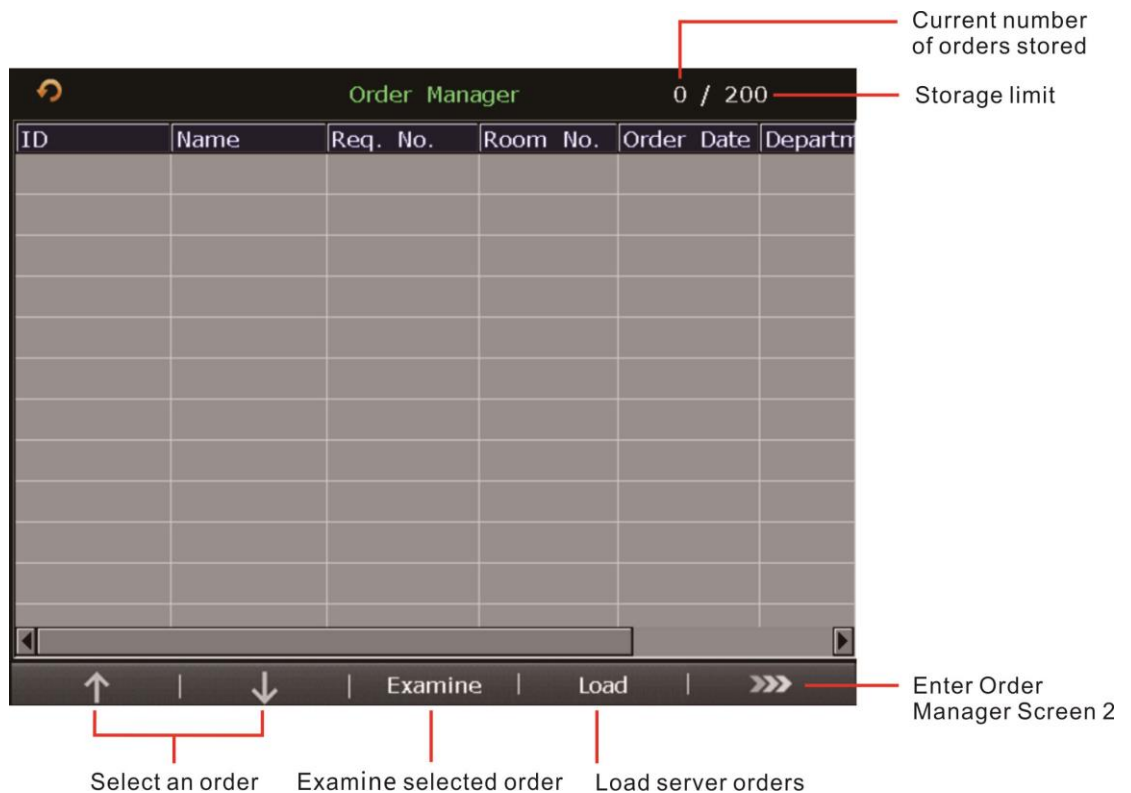 Current number
of orders stored
Order Manager 0 / 200
Storage limit
ID Name Req. No. Room No. Order Date Departm
Examine | Load
Enter Order
Manager Screen 2
Select an order Examine selected order Load server orders